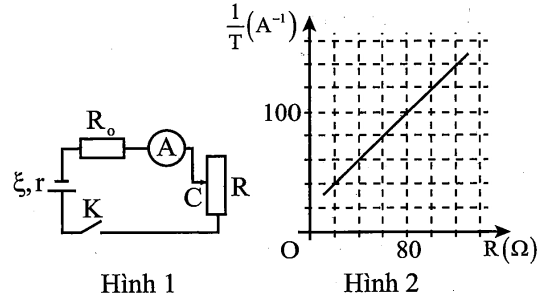 R₀
A
ξ, r
K
C
R
Hình 1
1/T (A⁻¹)
100
O
80
R(Ω)
Hình 2